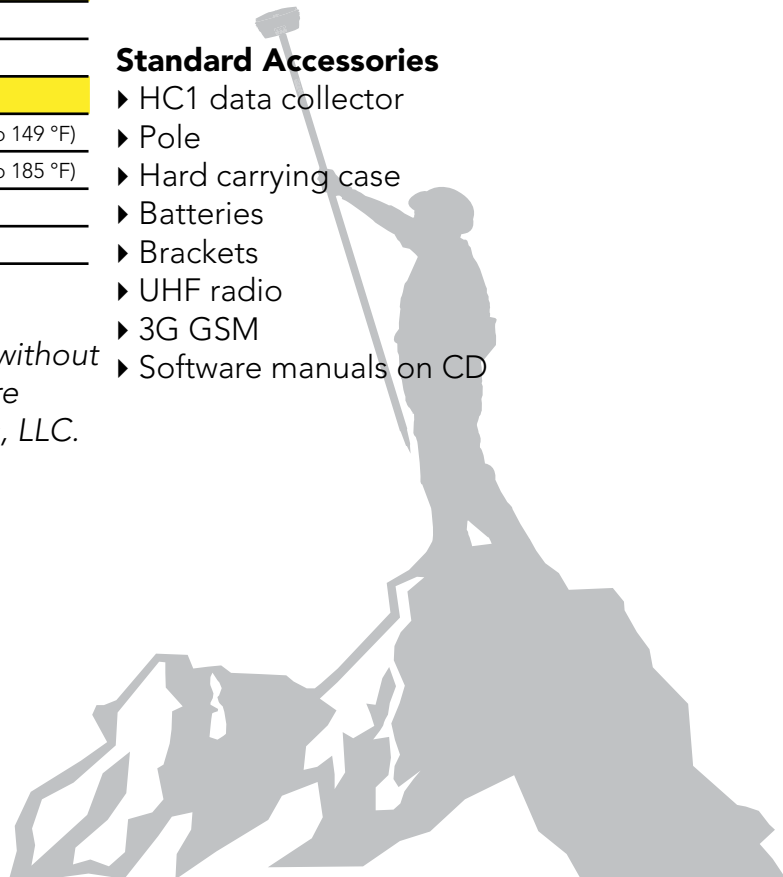 Standard Accessories
HC1 data collector
Pole
Hard carrying case
Batteries
Brackets
UHF radio
3G GSM
Software manuals on CD
149 °F)
185 °F)
without
, LLC.